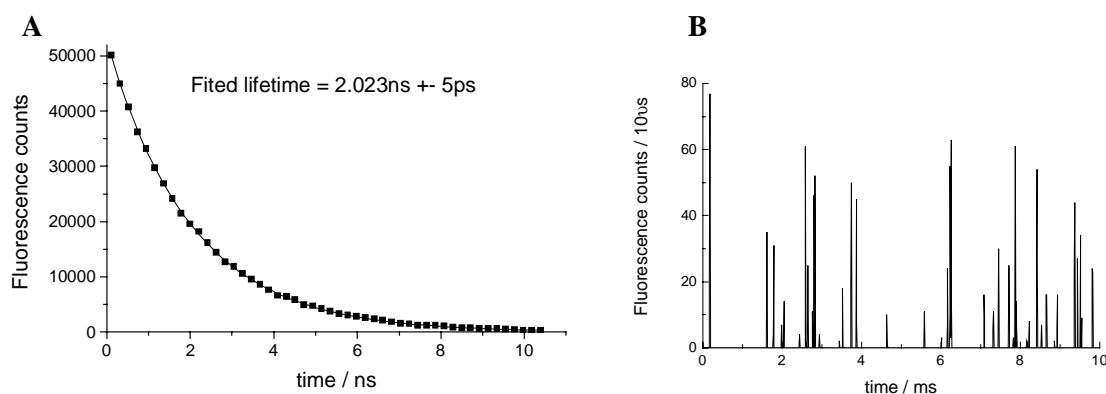 A
50000
40000
30000
20000
10000
0
Fluorescence counts
Fited lifetime = 2.023ns +- 5ps
0 2 4 6 8 10
time / ns
B
80
60
40
20
0
Fluorescence counts / 10υs
0 2 4 6 8 10
time / ms